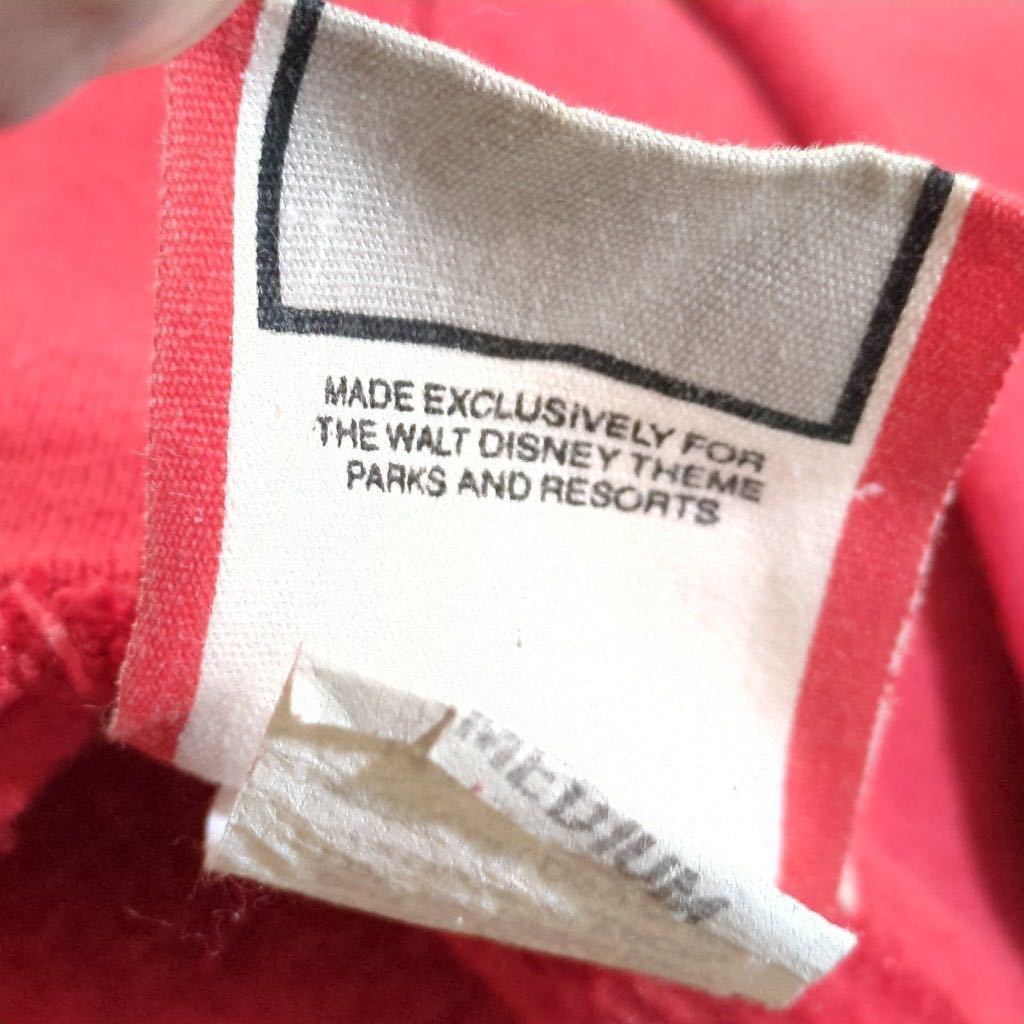 MADE EXCLUSIVELY FOR
THE WALT DISNEY THEME
PARKS AND RESORTS
MEDIUM